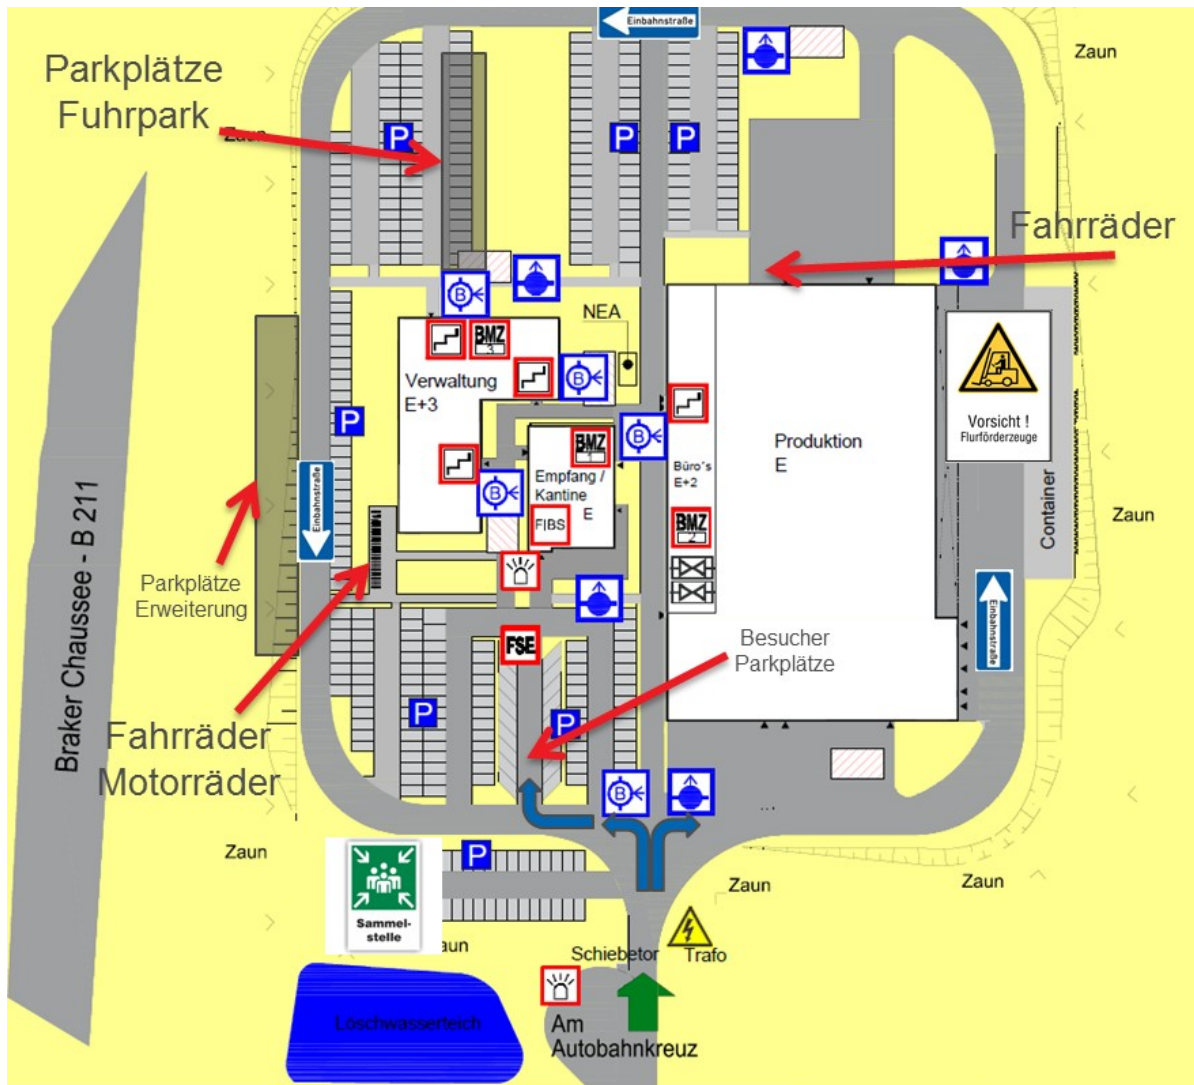 Einbahnstraße
Parkplätze
Fuhrpark
Zaun
Zaun
P
P
P
Fahrräder
B
NEA
BMZ
3
Verwaltung
E+3
B
Vorsicht !
Flurförderzeuge
P
B
Produktion
E
BMZ
1
Büro's
E+2
Empfang /
Kantine
E
B
Einbahnstraße
FIBS
BMZ
2
Container
Zaun
Braker Chaussee - B 211
Parkplätze
Erweiterung
Einbahnstraße
FSE
Besucher
Parkplätze
P
P
Fahrräder
Motorräder
B
Zaun
P
Zaun
Zaun
Sammel-
stelle
aun
Schiebetor
Trafo
Löschwasserteich
Am
Autobahnkreuz